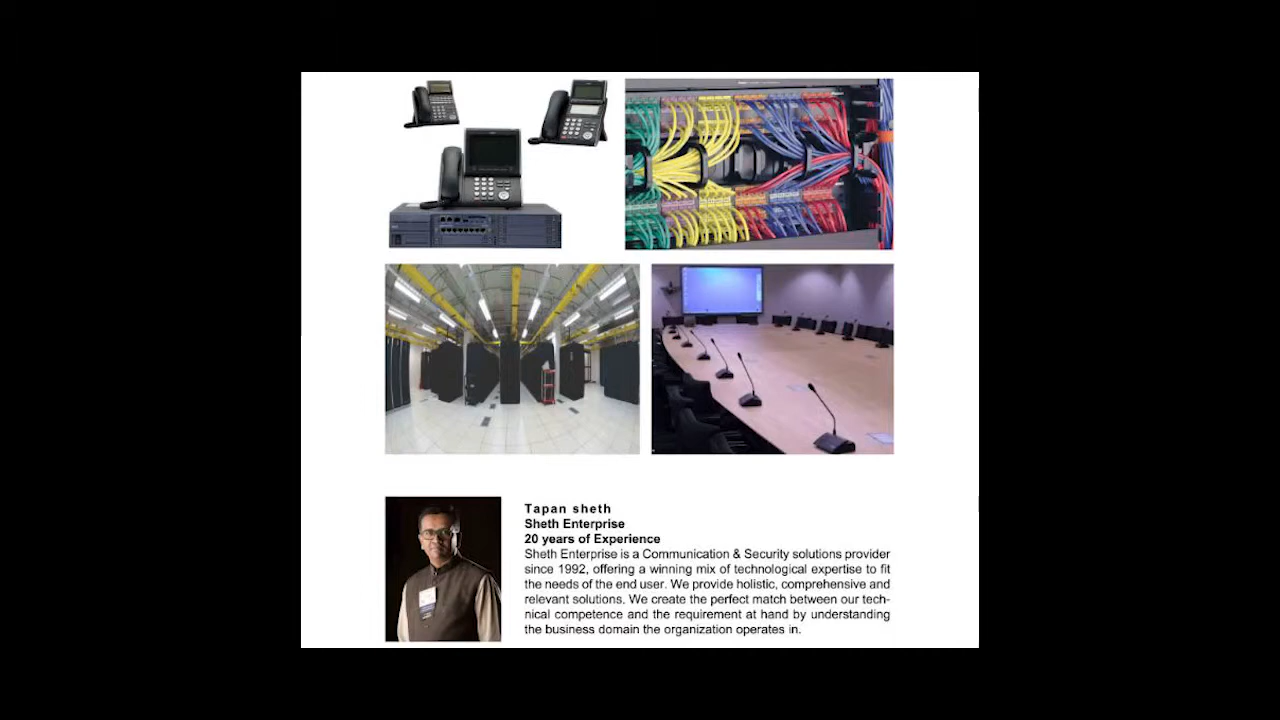 Tapan sheth
Sheth Enterprise
20 years of Experience
Sheth Enterprise is a Communication & Security solutions provider
since 1992, offering a winning mix of technological expertise to fit
the needs of the end user. We provide holistic, comprehensive and
relevant solutions. We create the perfect match between our tech-
nical competence and the requirement at hand by understanding
the business domain the organization operates in.